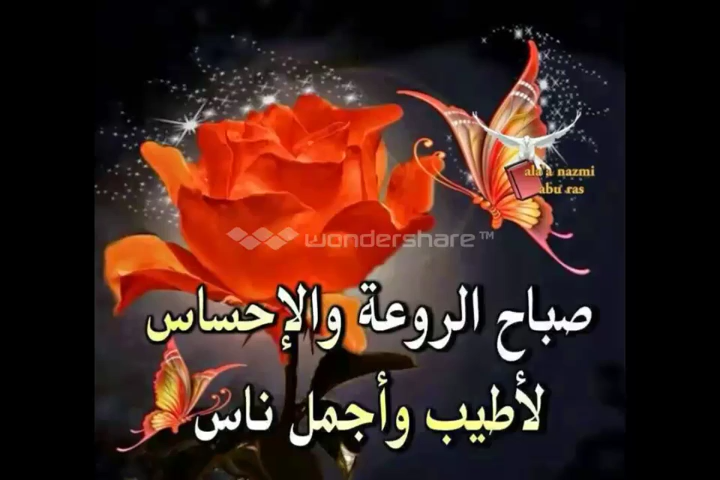 ala'a nazmi
abu ras
wondershare™
صباح الروعة والإحساس
لأطيب وأجمل ناس